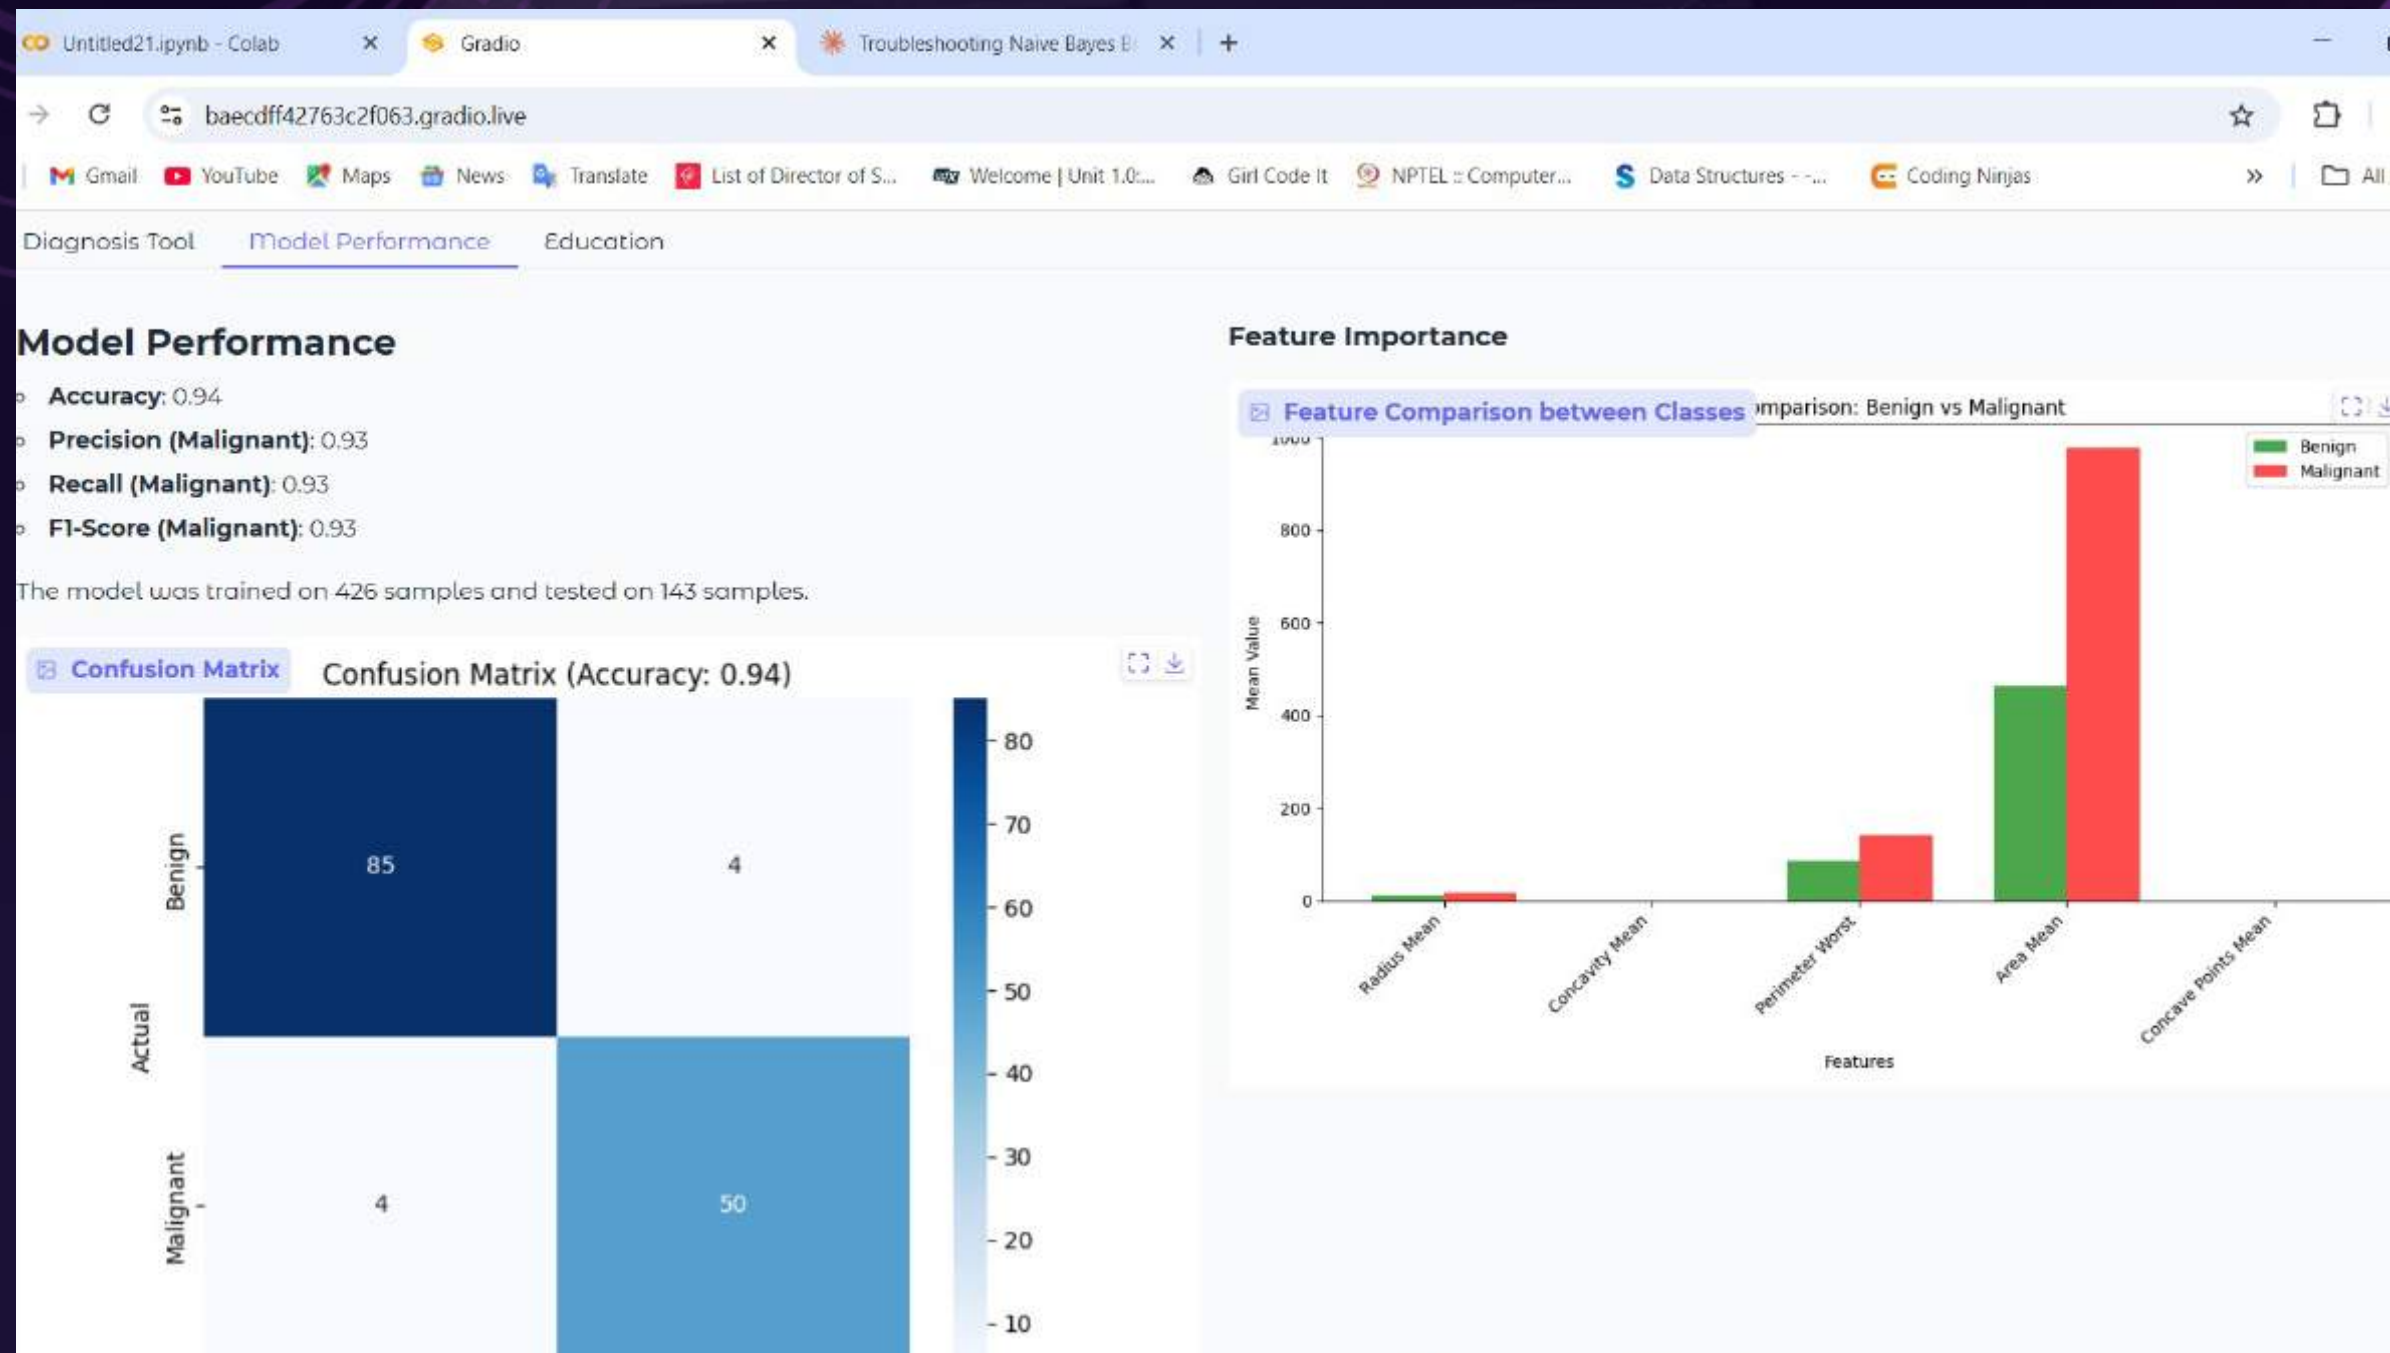 Untitled21.ipynb - Colab
Gradio
Troubleshooting Naive Bayes
baecdff42763c2f063.gradio.live
Gmail
YouTube
Maps
News
Translate
List of Director of S...
Welcome | Unit 1.0:...
Girl Code It
NPTEL :: Computer...
Data Structures - -...
Coding Ninjas
All
Diagnosis Tool
Model Performance
Education
Model Performance
Accuracy: 0.94
Precision (Malignant): 0.93
Recall (Malignant): 0.93
F1-Score (Malignant): 0.93
The model was trained on 426 samples and tested on 143 samples.
Confusion Matrix
Confusion Matrix (Accuracy: 0.94)
Actual
Benign
Malignant
85
4
4
50
80
70
60
50
40
30
20
10
Feature Importance
Feature Comparison between Classes
mparison: Benign vs Malignant
Benign
Malignant
Mean Value
1000
800
600
400
200
0
Radius Mean
Concavity Mean
Perimeter Worst
Area Mean
Concave Points Mean
Features